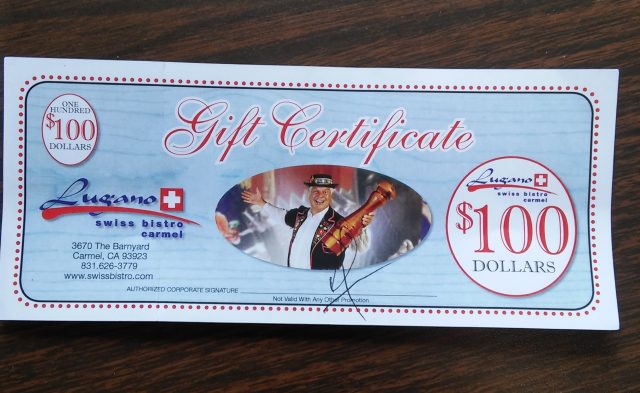 ONE
HUNDRED
$100
DOLLARS
Gift Certificate
Lugano
swiss bistro
carmel
3670 The Barnyard
Carmel, CA 93923
831.626-3779
www.swissbistro.com
Lugano
swiss bistro
carmel
$100
DOLLARS
AUTHORIZED CORPORATE SIGNATURE
Not Valid With Any Other Promotion